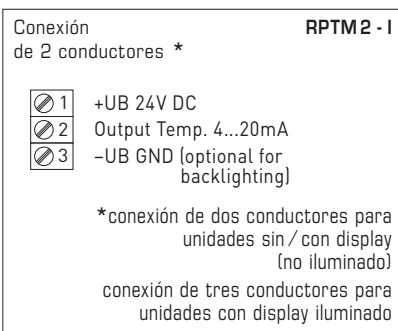 Conexión RPTM 2 - I
de 2 conductores *
1 +UB 24V DC
2 Output Temp. 4...20mA
3 –UB GND (optional for
backlighting)
*conexión de dos conductores para
unidades sin / con display
(no iluminado)
conexión de tres conductores para
unidades con display iluminado